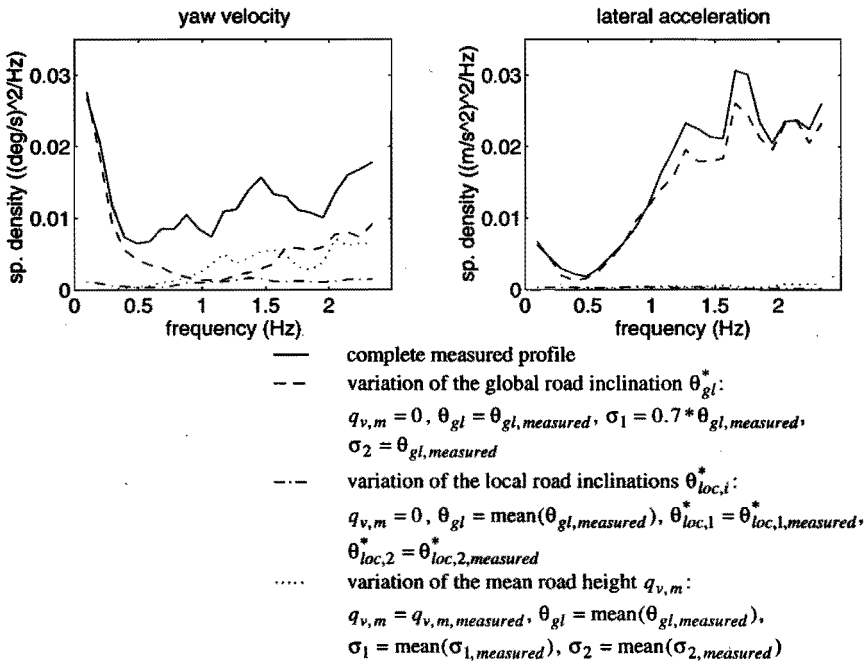 yaw velocity
sp. density ((deg/s)^2/Hz)
0.03
0.02
0.01
0
0 0.5 1 1.5 2
frequency (Hz)
lateral acceleration
sp. density ((m/s^2)^2/Hz)
0.03
0.02
0.01
0
0 0.5 1 1.5 2
frequency (Hz)
complete measured profile
variation of the global road inclination θ*gl:
qv,m = 0, θgl = θgl,measured, σ1 = 0.7*θgl,measured,
σ2 = θgl,measured
variation of the local road inclinations θ*loc,i:
qv,m = 0, θgl = mean(θgl,measured), θ*loc,1 = θ*loc,1,measured,
θ*loc,2 = θ*loc,2,measured
variation of the mean road height qv,m:
qv,m = qv,m,measured, θgl = mean(θgl,measured),
σ1 = mean(σ1,measured), σ2 = mean(σ2,measured)